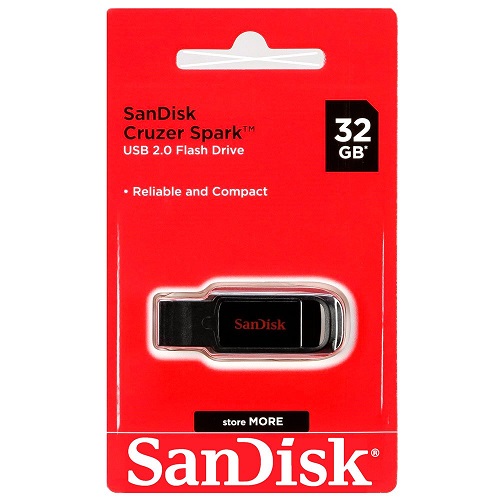 SanDisk
Cruzer Spark™
USB 2.0 Flash Drive
32
GB*
• Reliable and Compact
SanDisk
store MORE
SanDisk®